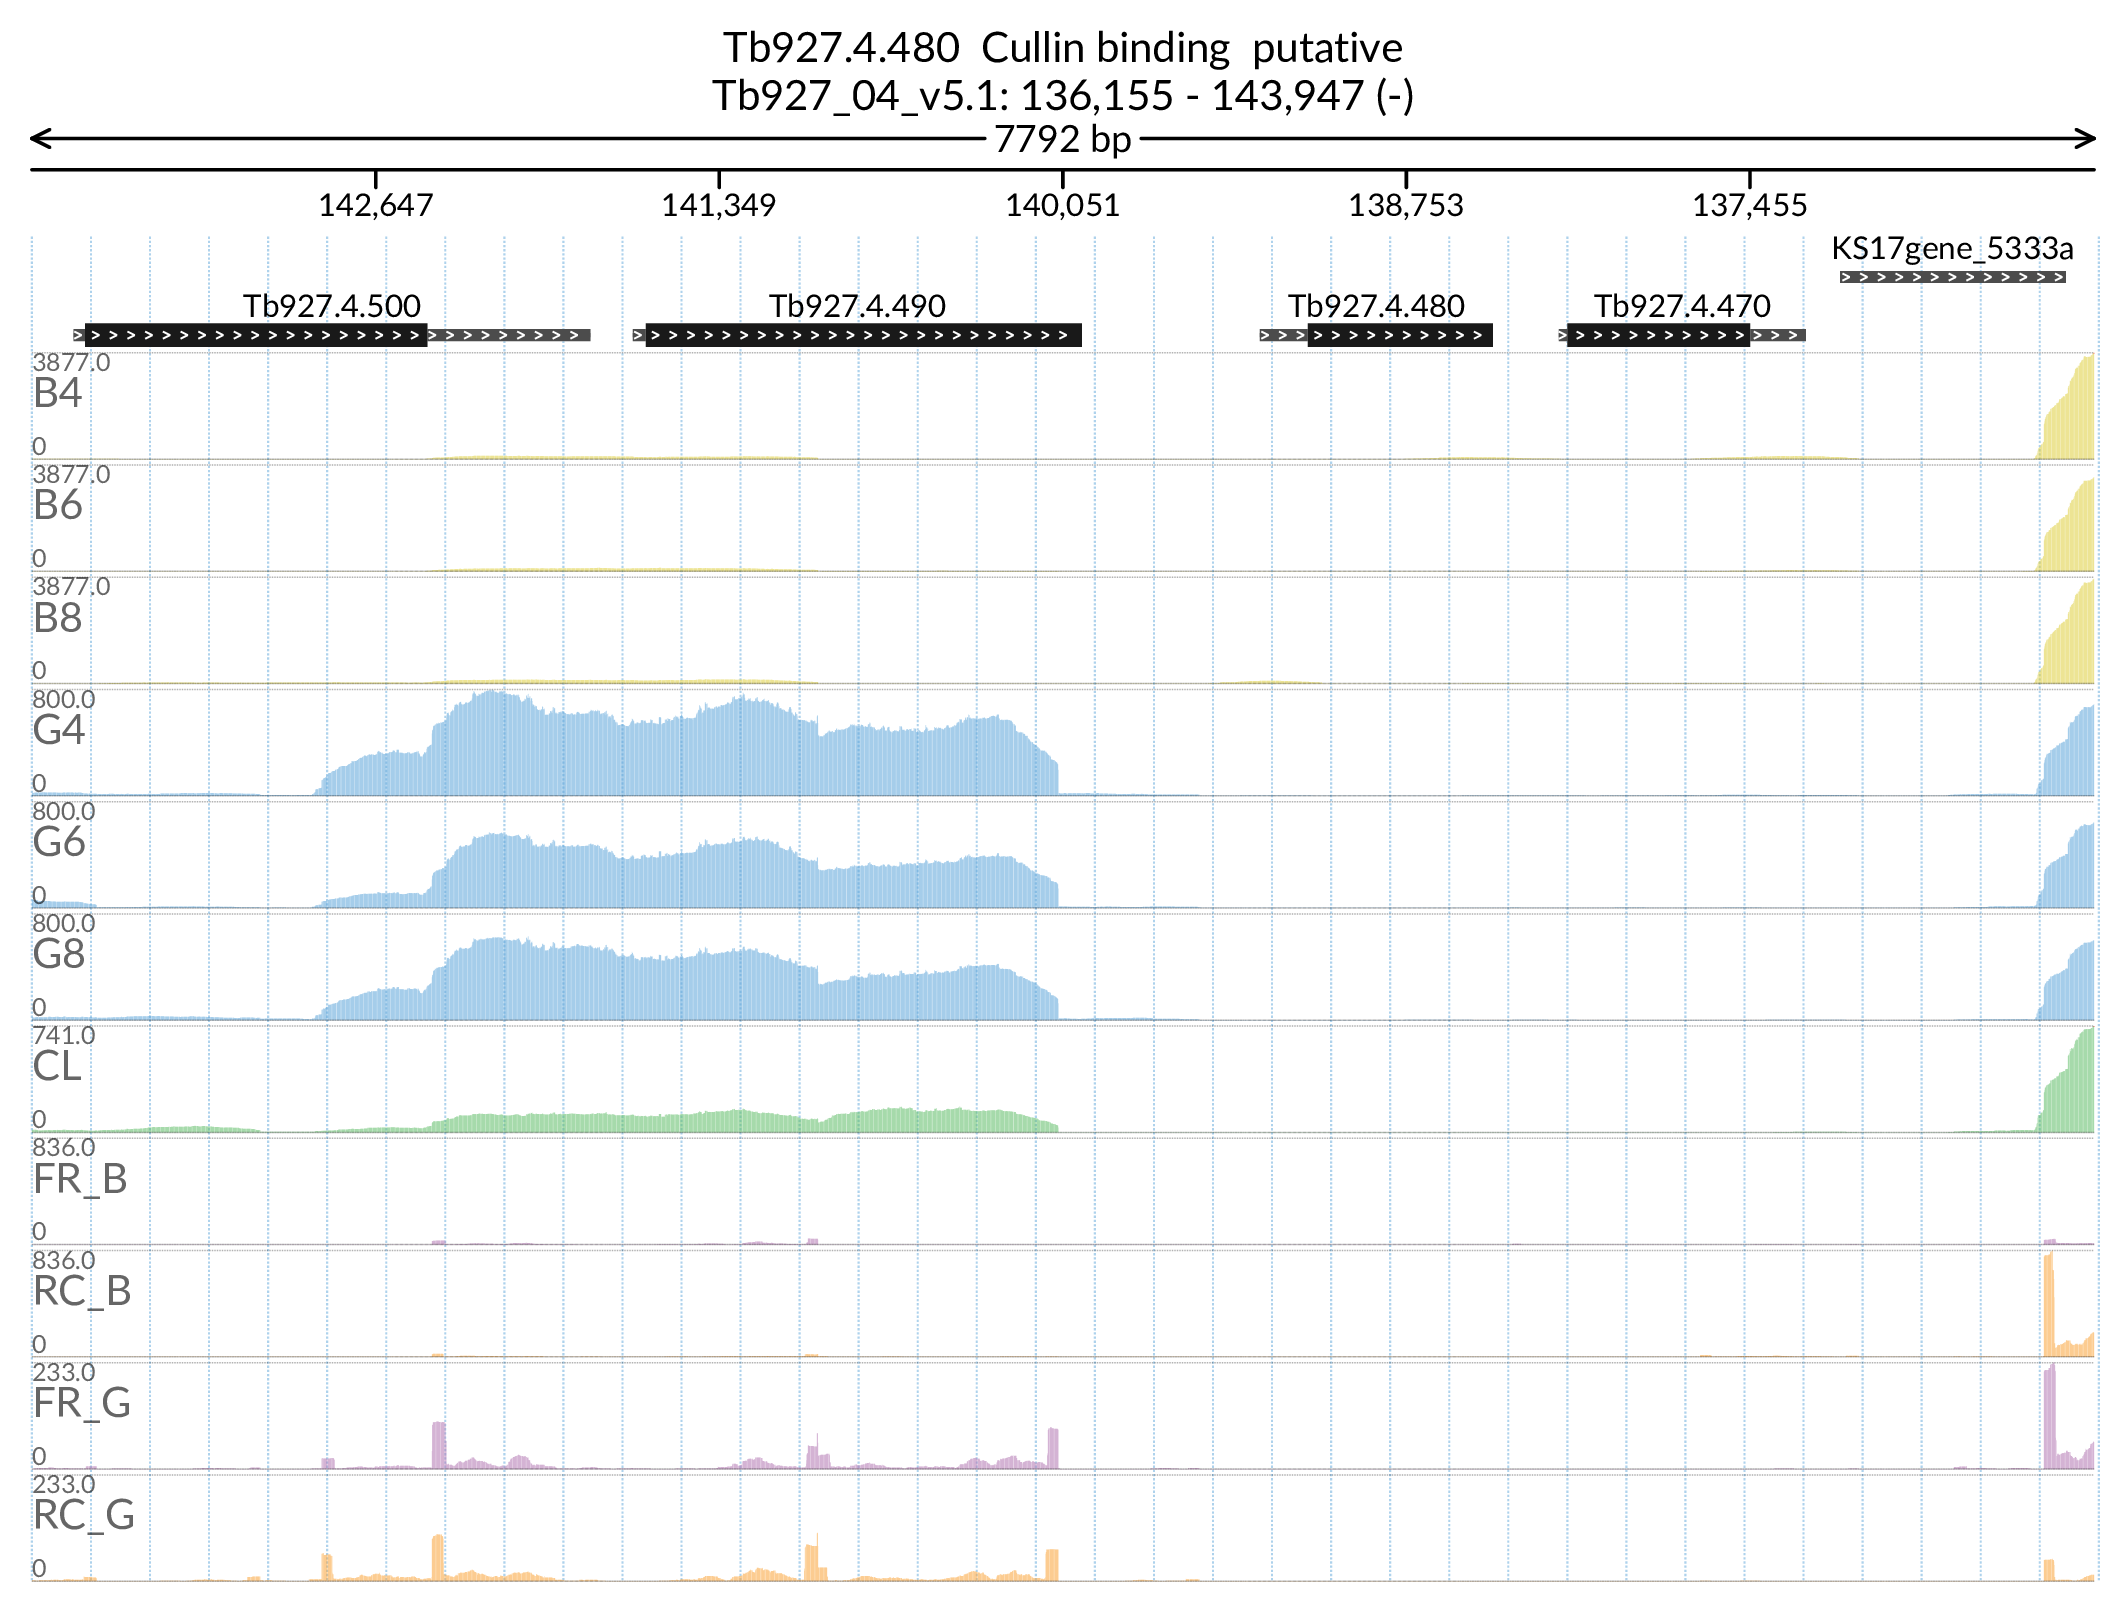 Tb927.4.480  Cullin binding  putative
Tb927_04_v5.1: 136,155 - 143,947 (-)
7792 bp
142,647 141,349 140,051 138,753 137,455
KS17gene_5333a
Tb927.4.500 Tb927.4.490 Tb927.4.480 Tb927.4.470
3877.0
B4
0
3877.0
B6
0
3877.0
B8
0
800.0
G4
0
800.0
G6
0
800.0
G8
0
741.0
CL
0
836.0
FR_B
0
836.0
RC_B
0
233.0
FR_G
0
233.0
RC_G
0